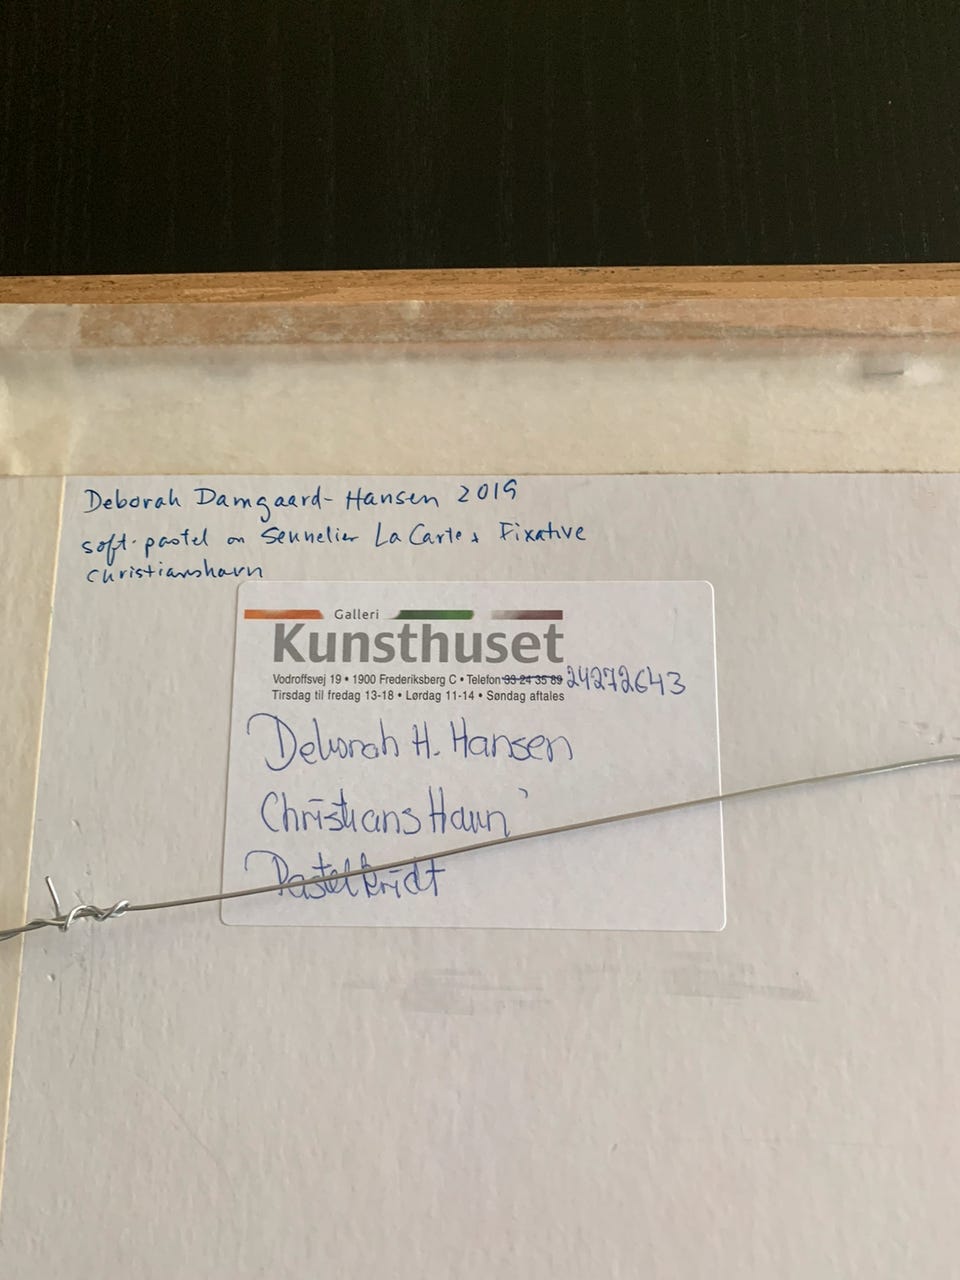 Deborah Damgaard-Hansen 2019
soft-pastel on Sennelier La Carte + Fixative
Christianshavn
Galleri
Kunsthuset
Vodroffsvej 19 • 1900 Frederiksberg C • Telefon 33 24 35 89 24272643
Tirsdag til fredag 13-18 • Lørdag 11-14 • Søndag aftales
Deborah H. Hansen
Christians Havn
Pastelkridt